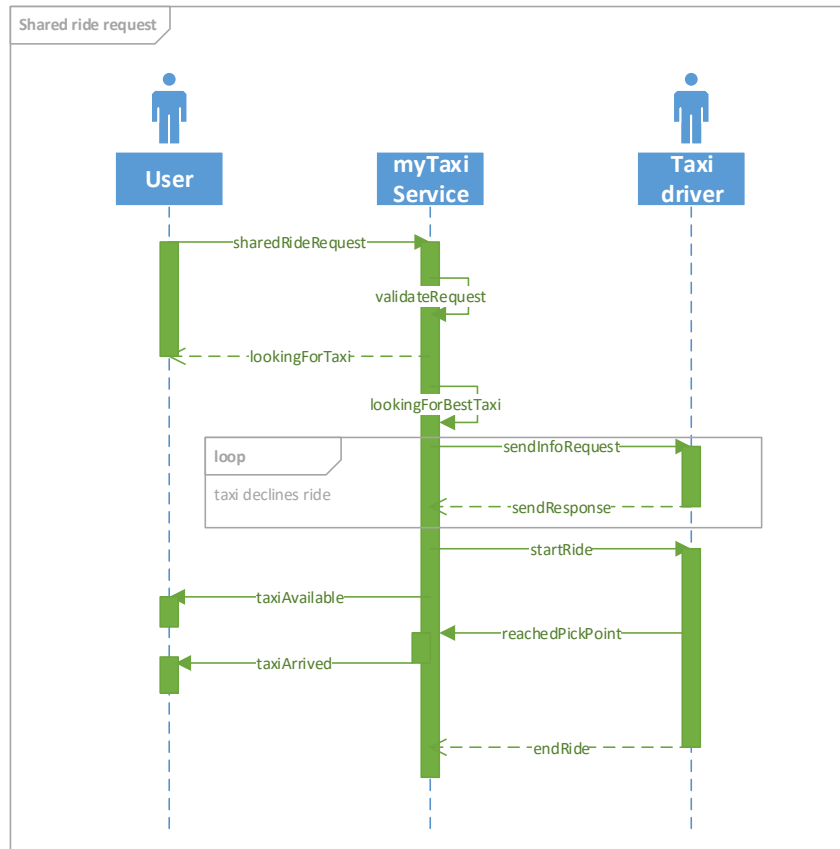 Shared ride request
User
myTaxi
Service
Taxi
driver
sharedRideRequest
validateRequest
lookingForTaxi
lookingForBestTaxi
loop
sendInfoRequest
taxi declines ride
sendResponse
startRide
taxiAvailable
reachedPickPoint
taxiArrived
endRide